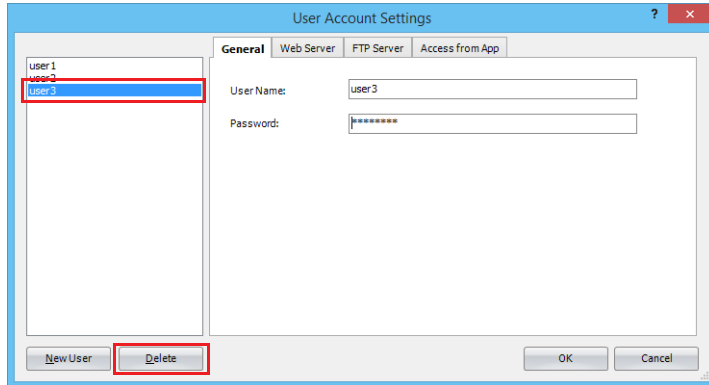 User Account Settings ? ×
General Web Server FTP Server Access from App
user1
user2
user3
User Name: user3
Password: ********
New User Delete OK Cancel